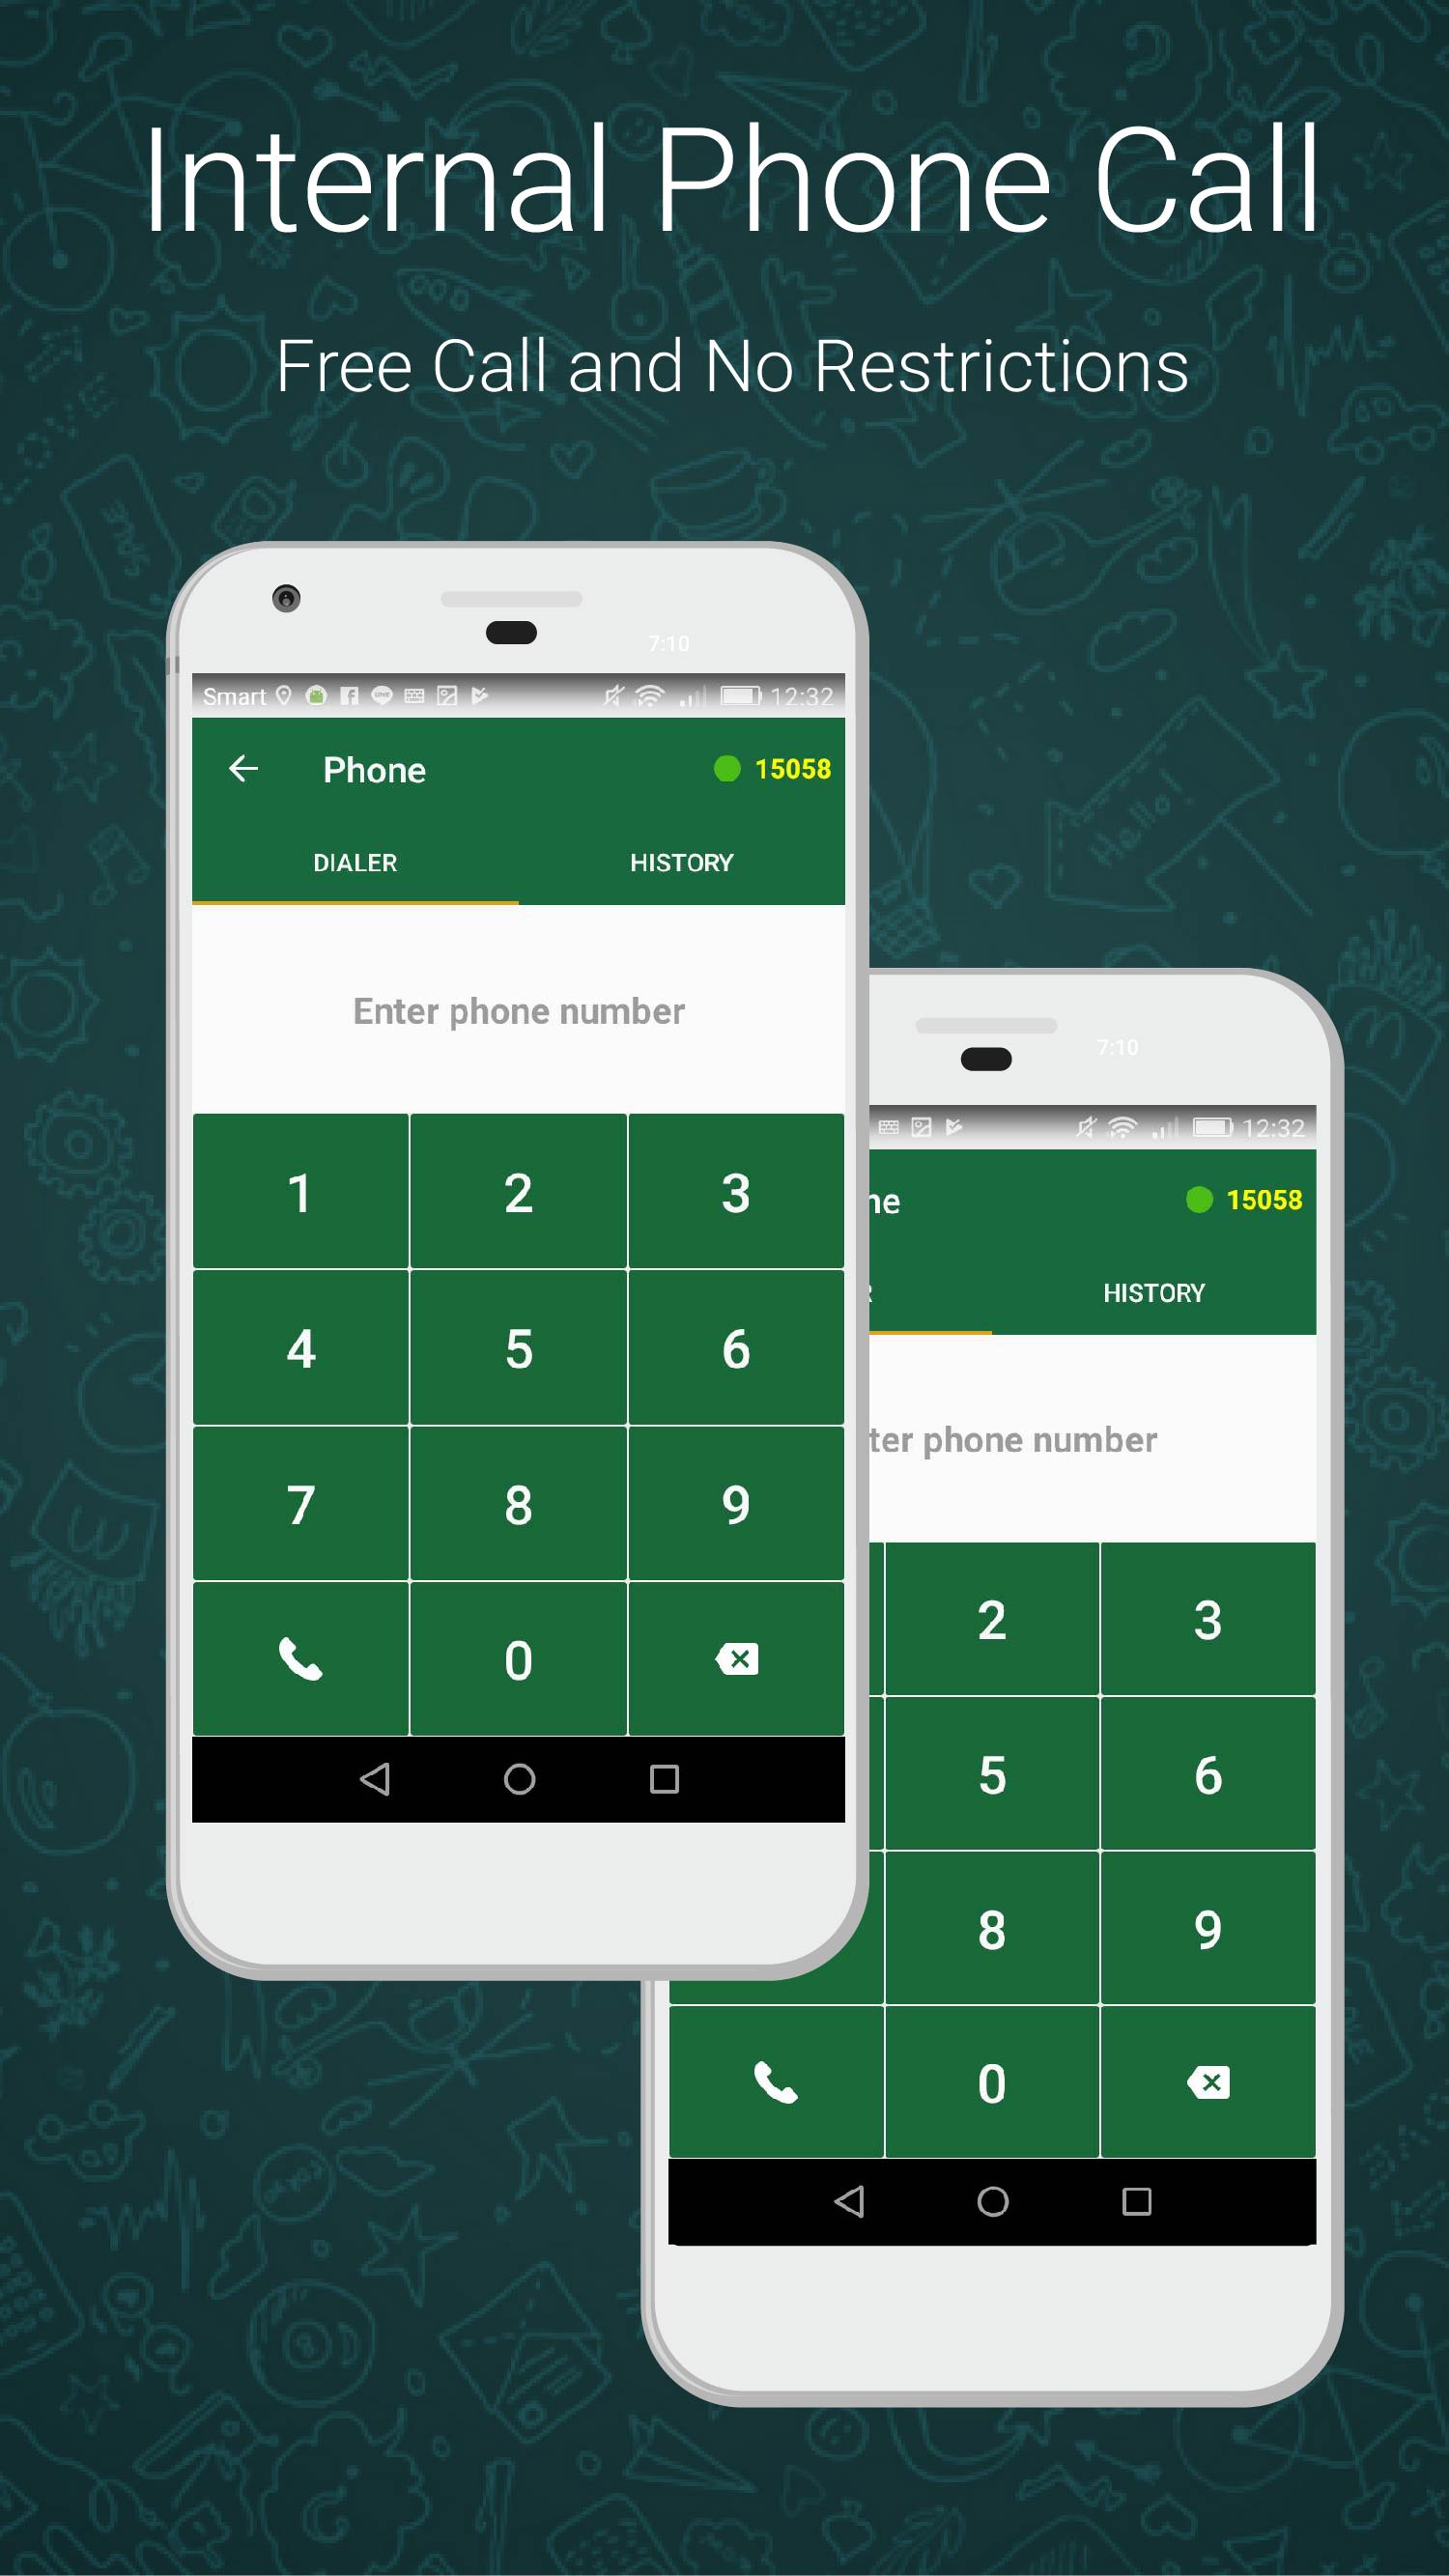 Internal Phone Call
Free Call and No Restrictions
7:10
Smart 12:32
Phone 15058
DIALER HISTORY
Enter phone number
1 2 3
4 5 6
7 8 9
0
7:10
12:32
ne 15058
R HISTORY
ter phone number
2 3
5 6
8 9
0
Hello